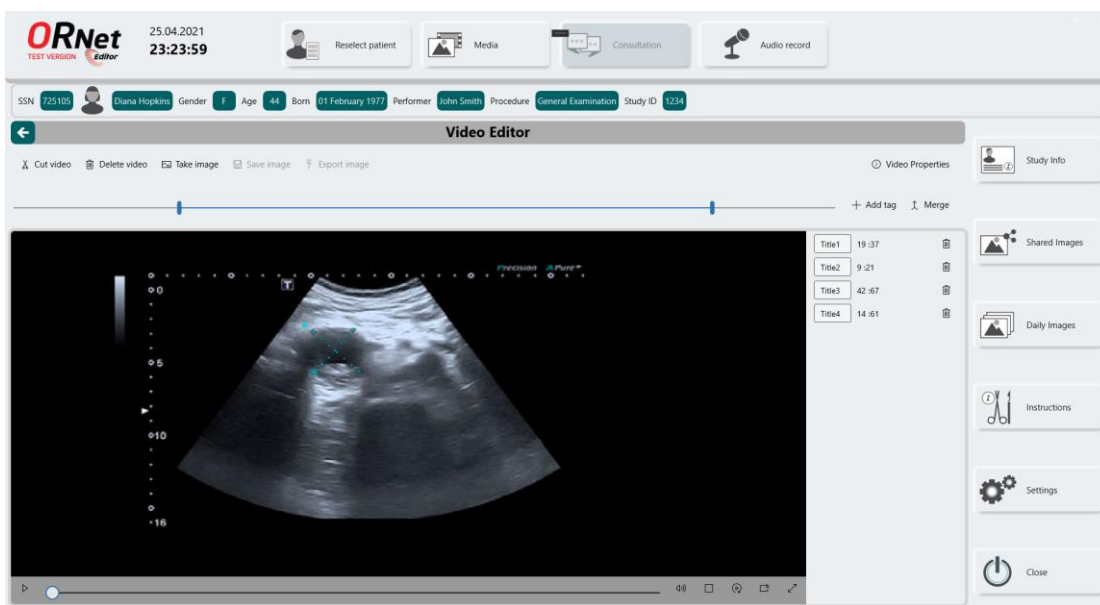 ORNet
TEST VERSION Editor
25.04.2021
23:23:59
Reselect patient
Media
Consultation
Audio record
SSN 725105 Diana Hopkins Gender F Age 44 Born 01 February 1977 Performer John Smith Procedure General Examination Study ID 1234
Video Editor
Cut video Delete video Take image Save image Export image Video Properties
Add tag Merge
Title1 19 :37
Title2 9 :21
Title3 42 :67
Title4 14 :61
Precision APure+
T
0
5
10
16
Study Info
Shared Images
Daily Images
Instructions
Settings
Close